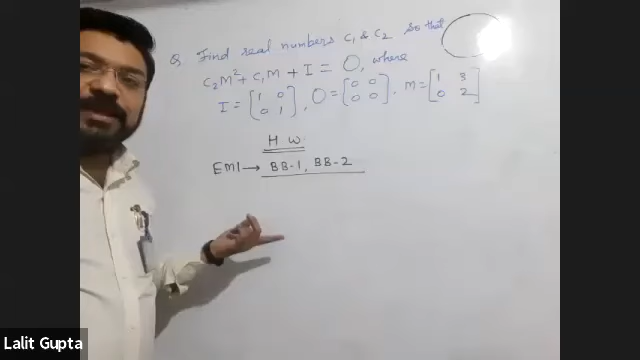 Q Find real numbers C₁ & C₂ so that
C₂M² + C₁M + I = O, where
I = [1 0
0 1], O = [0 0
0 0], M = [1 3
0 2]
H W
EMI → BB-1, BB-2
Lalit Gupta